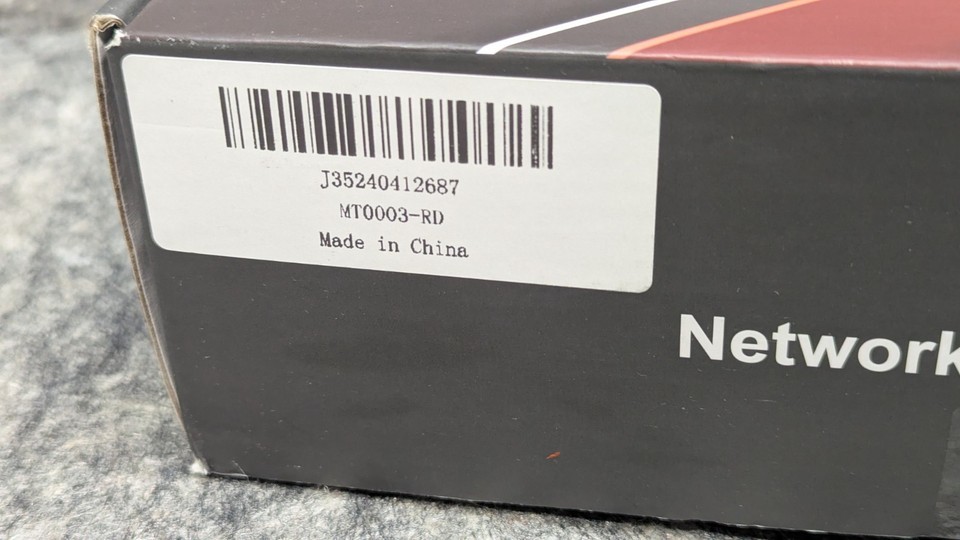 J35240412687
MT0003-RD
Made in China
Network